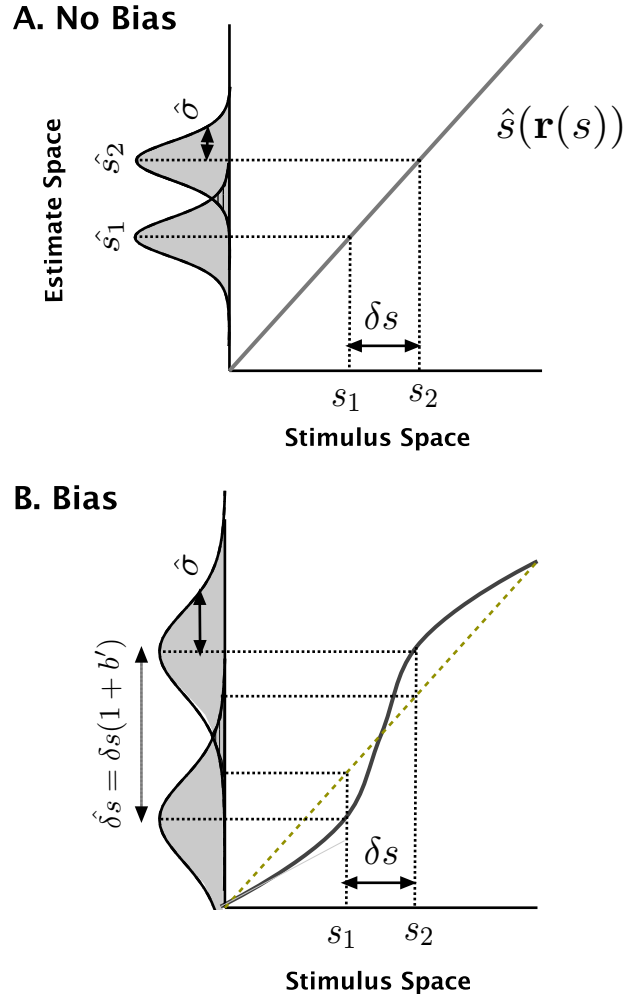 A. No Bias
σ̂
ŝ(r(s))
Estimate Space
ŝ₂
ŝ₁
δs
s₁ s₂
Stimulus Space
B. Bias
σ̂
δ̂s = δs(1 + b′)
δs
s₁ s₂
Stimulus Space